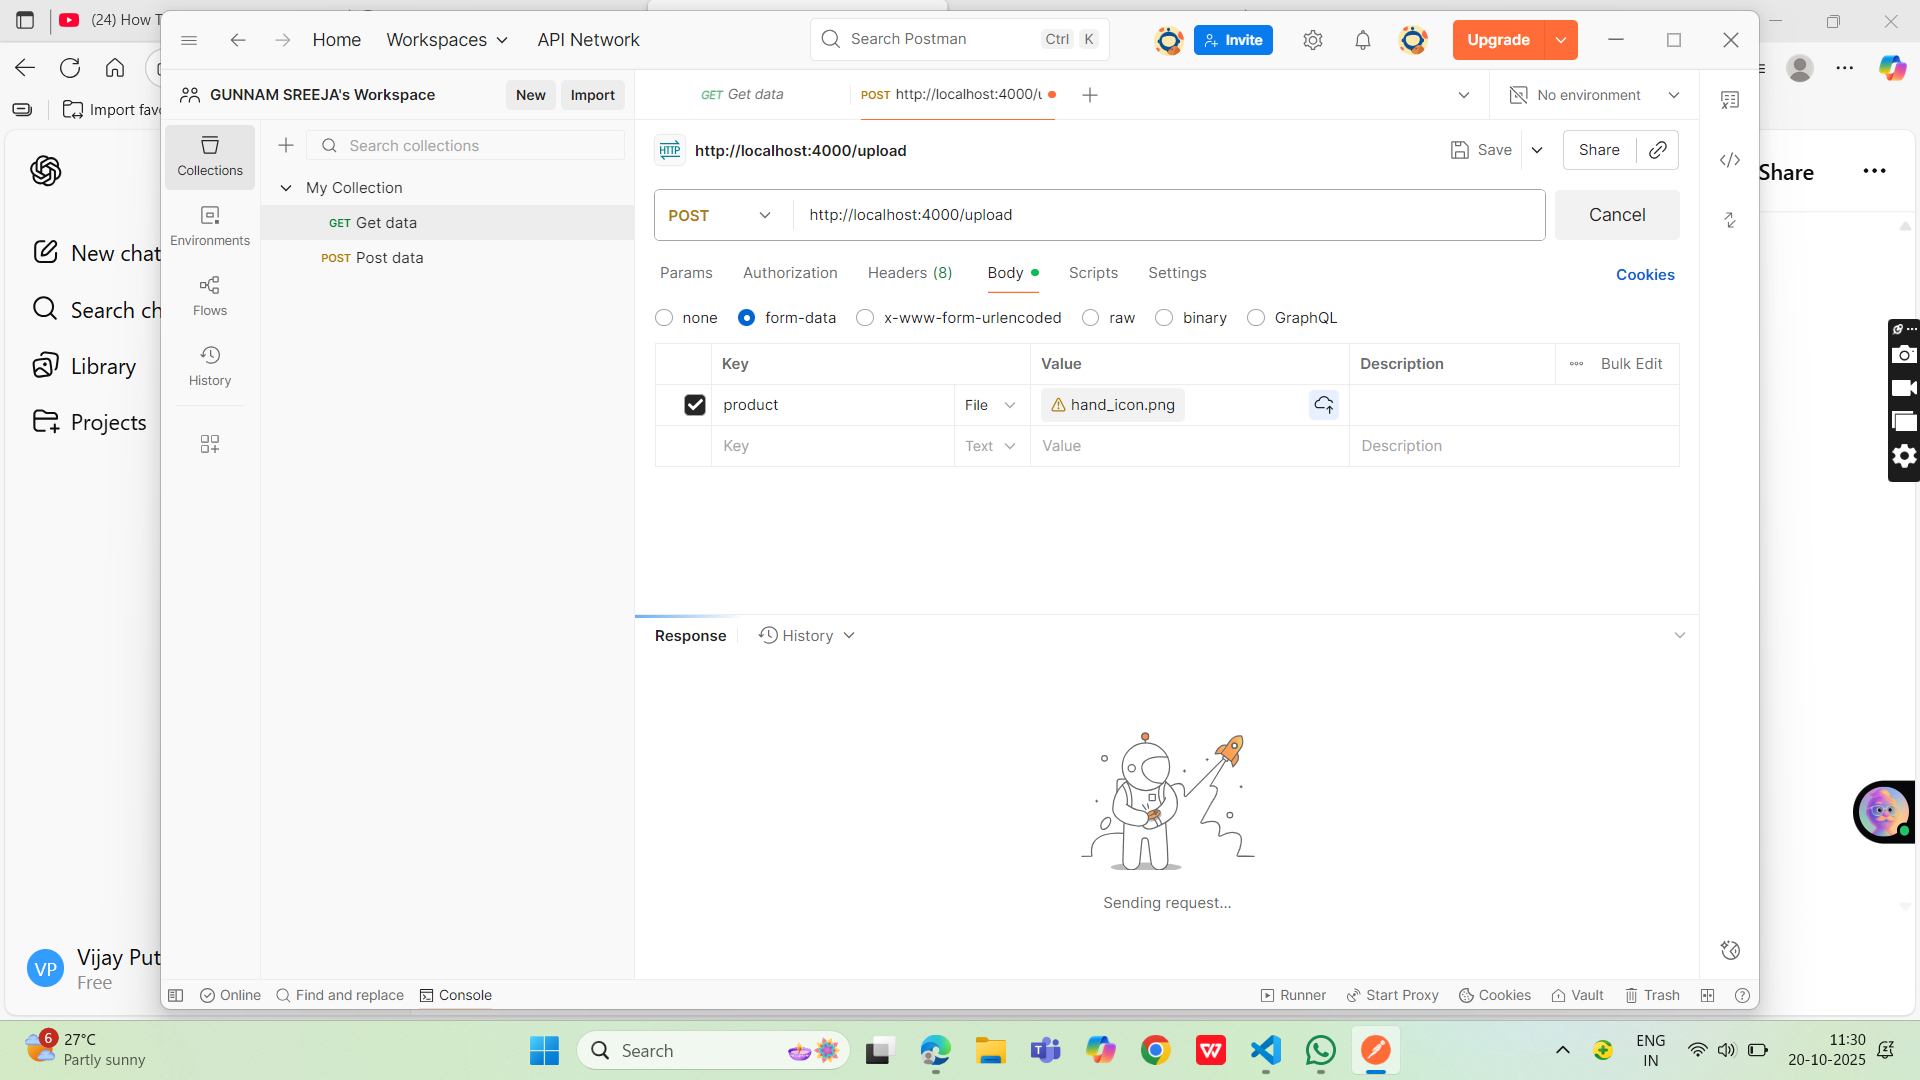 (24) How T
Home
Workspaces
API Network
Search Postman
Ctrl K
Invite
Upgrade
Import favo
GUNNAM SREEJA's Workspace
New
Import
GET Get data
POST http://localhost:4000/u
No environment
Collections
Search collections
My Collection
GET Get data
POST Post data
Environments
Flows
History
New chat
Search ch
Library
Projects
Vijay Put
VP
Free
http://localhost:4000/upload
Save
Share
Share
POST
http://localhost:4000/upload
Cancel
Params
Authorization
Headers (8)
Body
Scripts
Settings
Cookies
none
form-data
x-www-form-urlencoded
raw
binary
GraphQL
Key
Value
Description
Bulk Edit
product
File
hand_icon.png
Key
Text
Value
Description
Response
History
Sending request...
Online
Find and replace
Console
Runner
Start Proxy
Cookies
Vault
Trash
6
27°C
Partly sunny
Search
ENG
IN
11:30
20-10-2025